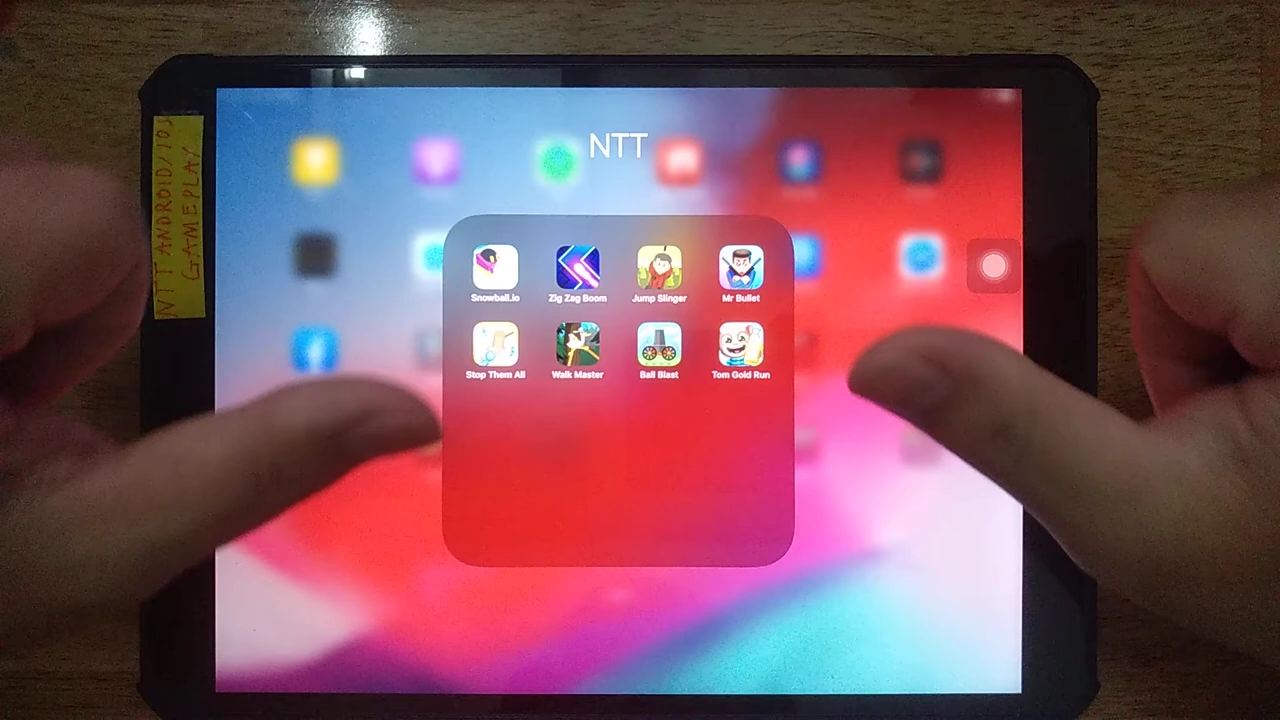 NTT ANDROID/IOS
GAMEPLAY
NTT
Snowball.io Zig Zag Boom Jump Slinger Mr Bullet
Stop Them All Walk Master Ball Blast Tom Gold Run